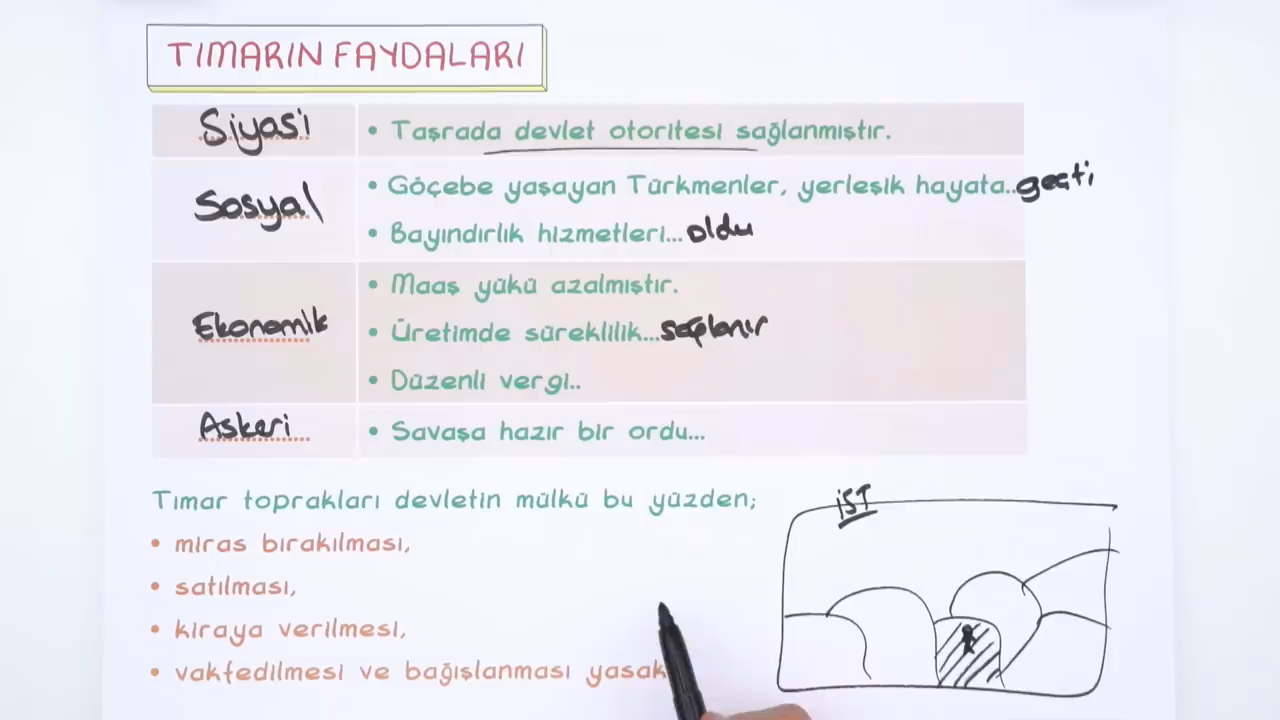 TIMARIN FAYDALARI
Siyasi
• Taşrada devlet otoritesi sağlanmıştır.
Sosyal
• Göçebe yaşayan Türkmenler, yerleşik hayata..geçti
• Bayındırlık hizmetleri...oldu
Ekonomik
• Maaş yükü azalmıştır.
• Üretimde süreklilik...sağlanır
• Düzenli vergi..
Askeri
• Savaşa hazır bir ordu...
Tımar toprakları devletin mülkü bu yüzden;
• miras bırakılması,
• satılması,
• kiraya verilmesi,
• vakfedilmesi ve bağışlanması yasak
İST